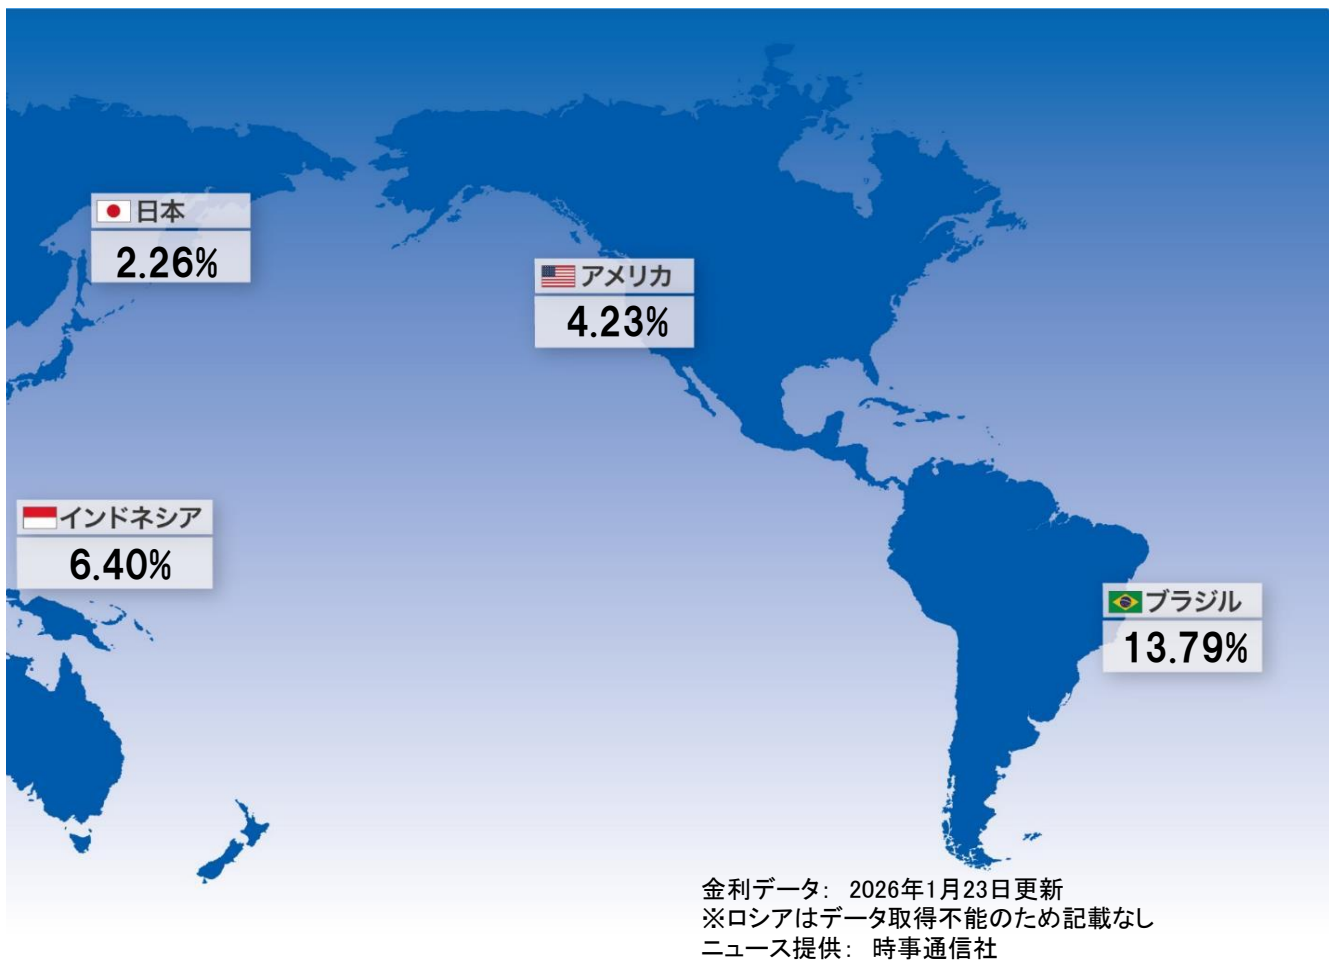 日本
2.26%
アメリカ
4.23%
インドネシア
6.40%
ブラジル
13.79%
金利データ: 2026年1月23日更新
※ロシアはデータ取得不能のため記載なし
ニュース提供: 時事通信社